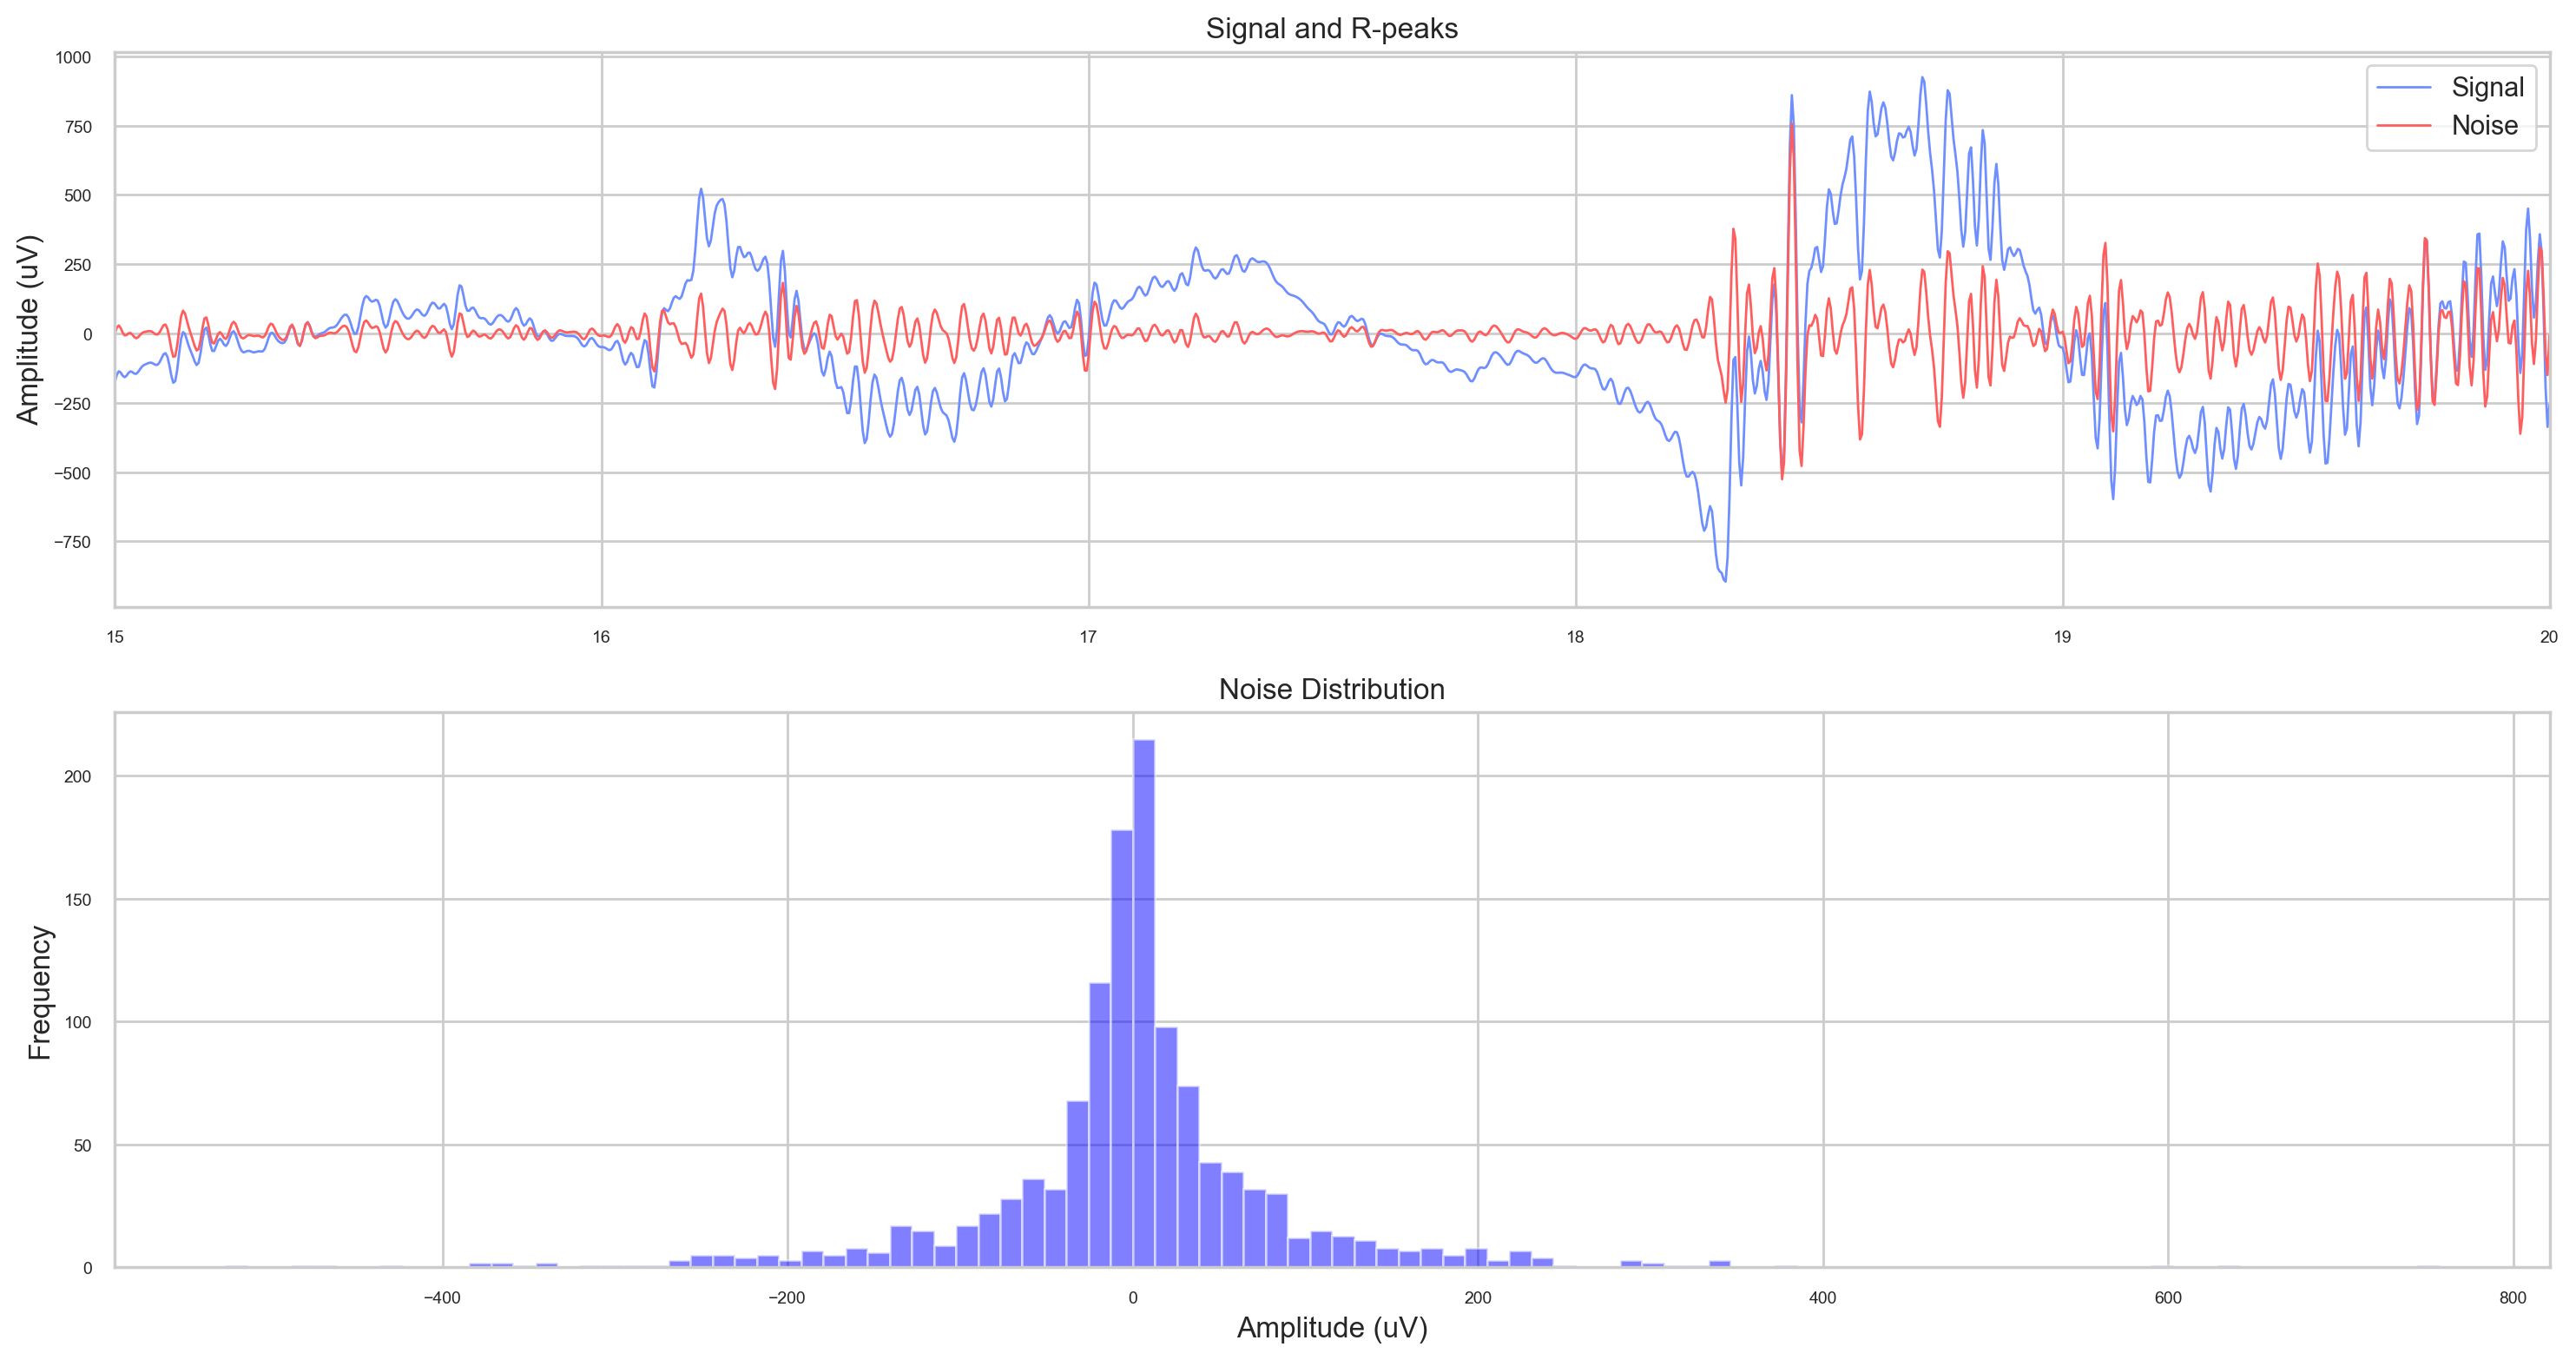 Signal and R-peaks
1000
750
500
250
0
−250
−500
−750
Amplitude (uV)
Signal
Noise
15 16 17 18 19 20
Noise Distribution
200
150
100
50
0
Frequency
−400 −200 0 200 400 600 800
Amplitude (uV)